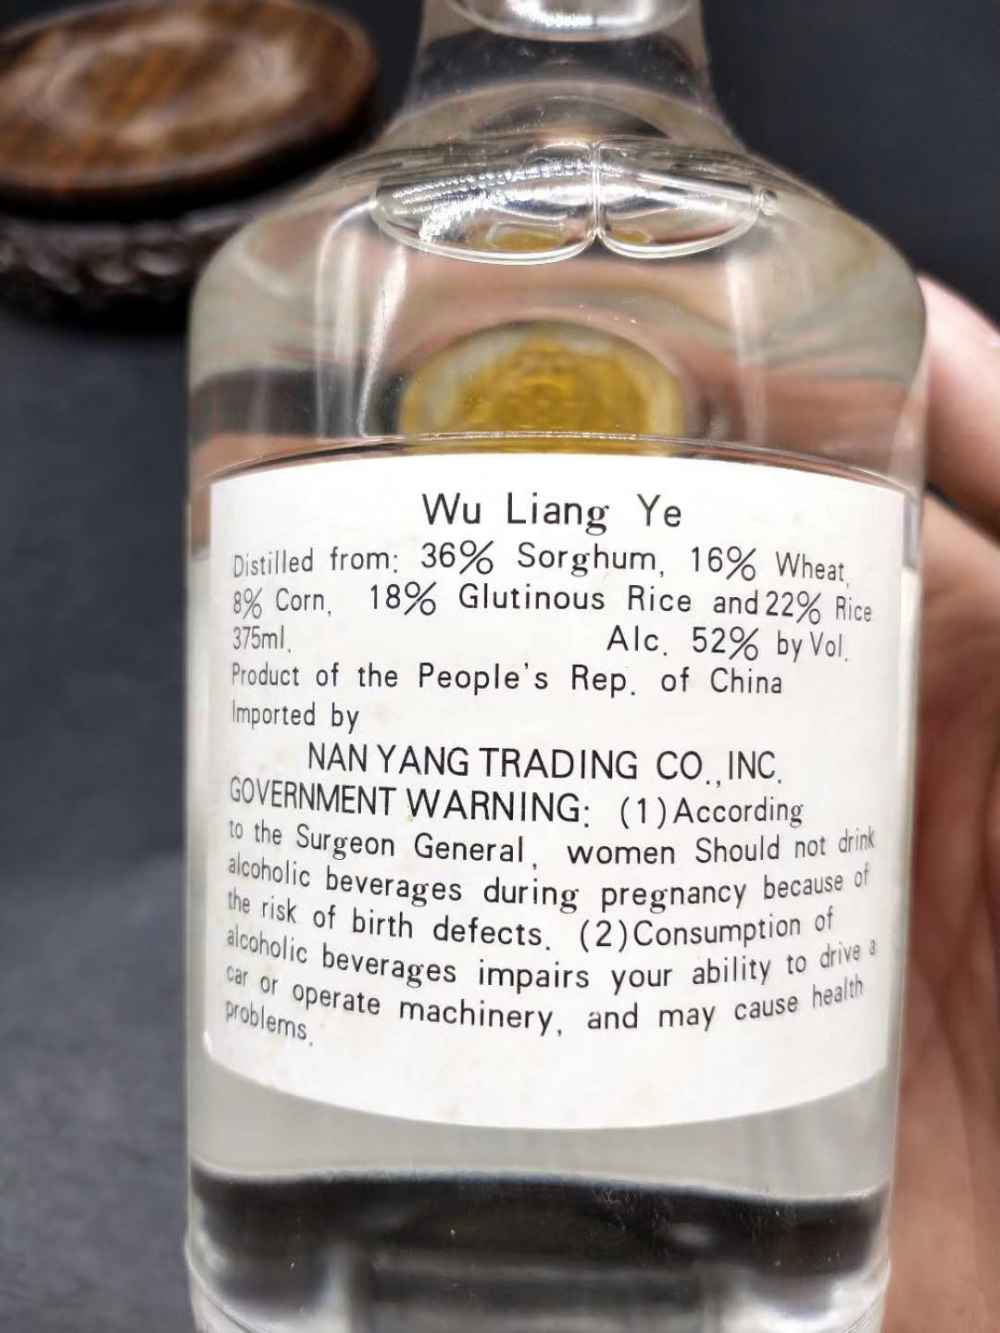 Wu Liang Ye
Distilled from: 36% Sorghum, 16% Wheat,
8% Corn, 18% Glutinous Rice and 22% Rice
375ml. Alc. 52% by Vol.
Product of the People's Rep. of China
Imported by
NAN YANG TRADING CO., INC.
GOVERNMENT WARNING: (1) According
to the Surgeon General, women Should not drink
alcoholic beverages during pregnancy because of
the risk of birth defects. (2) Consumption of
alcoholic beverages impairs your ability to drive a
car or operate machinery, and may cause health
problems.